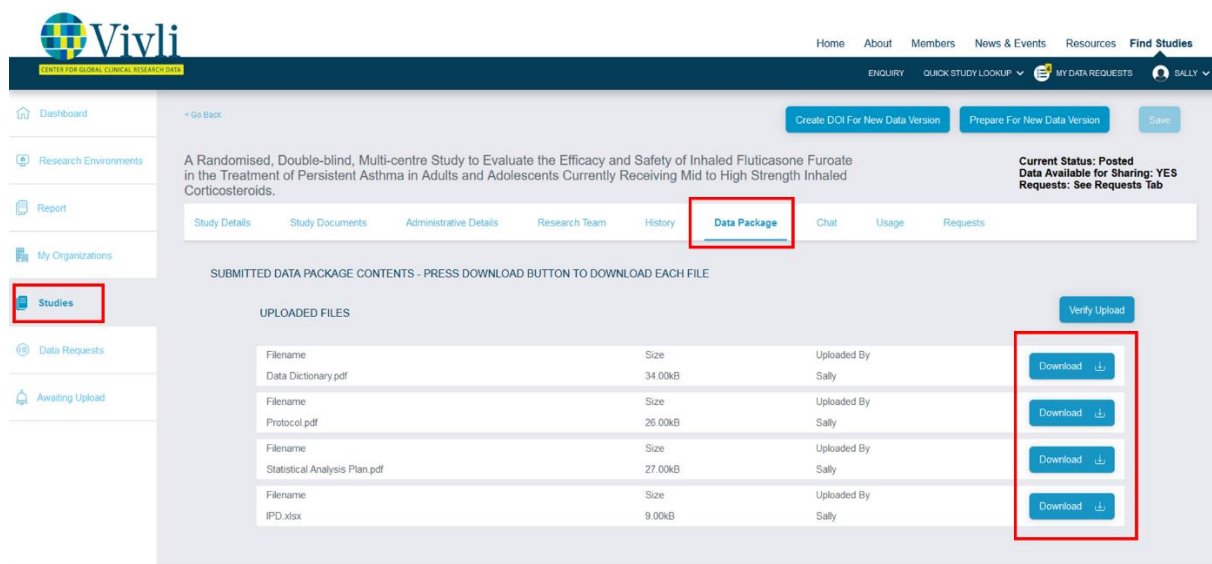 Vivli
CENTER FOR GLOBAL CLINICAL RESEARCH DATA
Home About Members News & Events Resources Find Studies
ENQUIRY QUICK STUDY LOOKUP 4 MY DATA REQUESTS SALLY
Dashboard
Research Environments
Report
My Organizations
Studies
Data Requests
Awaiting Upload
< Go Back
Create DOI For New Data Version Prepare For New Data Version Save
A Randomised, Double-blind, Multi-centre Study to Evaluate the Efficacy and Safety of Inhaled Fluticasone Furoate
in the Treatment of Persistent Asthma in Adults and Adolescents Currently Receiving Mid to High Strength Inhaled
Corticosteroids.
Current Status: Posted
Data Available for Sharing: YES
Requests: See Requests Tab
Study Details Study Documents Administrative Details Research Team History Data Package Chat Usage Requests
SUBMITTED DATA PACKAGE CONTENTS - PRESS DOWNLOAD BUTTON TO DOWNLOAD EACH FILE
UPLOADED FILES Verify Upload
Filename Size Uploaded By
Data Dictionary.pdf 34.00kB Sally Download
Filename Size Uploaded By
Protocol.pdf 26.00kB Sally Download
Filename Size Uploaded By
Statistical Analysis Plan.pdf 27.00kB Sally Download
Filename Size Uploaded By
IPD.xlsx 9.00kB Sally Download